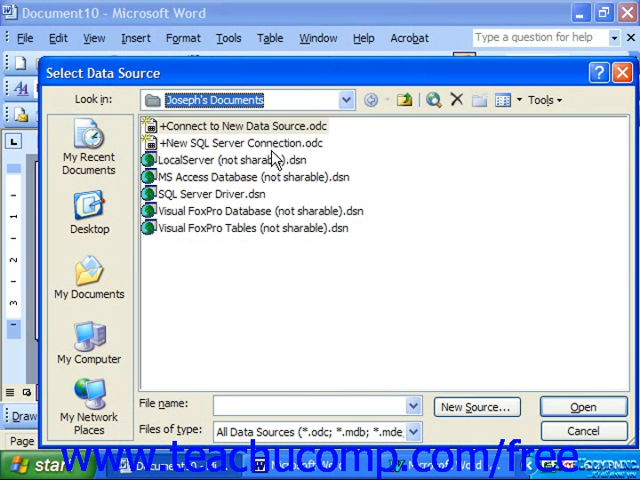 Document10 - Microsoft Word
File Edit View Insert Format Tools Table Window Help Acrobat Type a question for help
Select Data Source
Look in: Joseph's Documents Tools
My Recent Documents
Desktop
My Documents
My Computer
My Network Places
+Connect to New Data Source.odc
+New SQL Server Connection.odc
LocalServer (not sharable).dsn
MS Access Database (not sharable).dsn
SQL Server Driver.dsn
Visual FoxPro Database (not sharable).dsn
Visual FoxPro Tables (not sharable).dsn
File name: New Source... Open
Files of type: All Data Sources (*.odc; *.mdb; *.mde, Cancel
Draw
Page
start
www.teachucomp.com/free